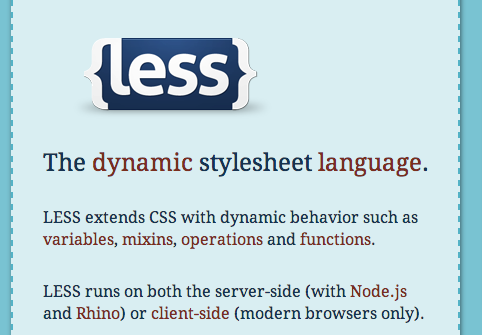 {less}
The dynamic stylesheet language.
LESS extends CSS with dynamic behavior such as
variables, mixins, operations and functions.
LESS runs on both the server-side (with Node.js
and Rhino) or client-side (modern browsers only).